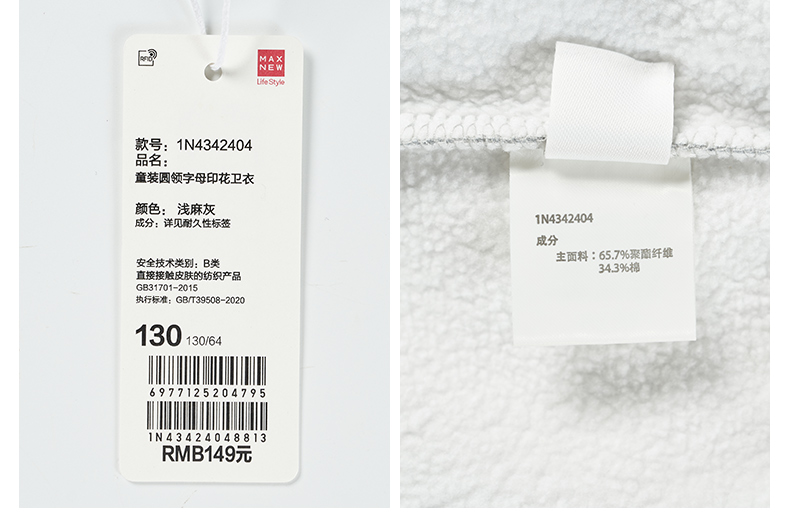 RFID
MAX
NEW
Life Style
款号: 1N4342404
品名:
童装圆领字母印花卫衣
颜色: 浅麻灰
成分: 详见耐久性标签
安全技术类别: B类
直接接触皮肤的纺织产品
GB31701-2015
执行标准: GB/T39508-2020
130 130/64
6977125204795
1N43424048813
RMB149元
1N4342404
成分
主面料：65.7%聚酯纤维
34.3%棉